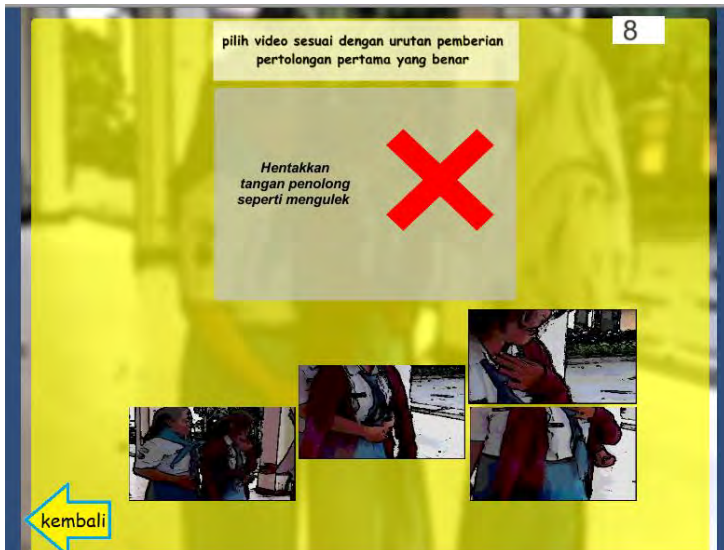 8
pilih video sesuai dengan urutan pemberian
pertolongan pertama yang benar
Hentakkan
tangan penolong
seperti mengulek
kembali